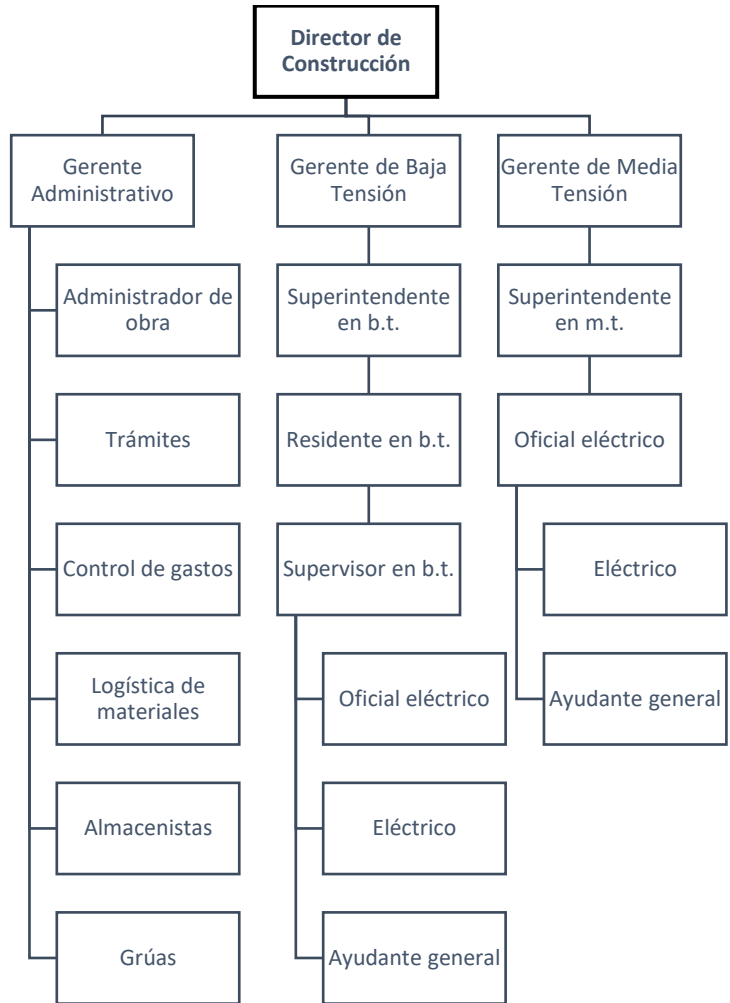 Director de
Construcción
Gerente
Administrativo
Administrador de
obra
Trámites
Control de gastos
Logística de
materiales
Almacenistas
Grúas
Gerente de Baja
Tensión
Superintendente
en b.t.
Residente en b.t.
Supervisor en b.t.
Oficial eléctrico
Eléctrico
Ayudante general
Gerente de Media
Tensión
Superintendente
en m.t.
Oficial eléctrico
Eléctrico
Ayudante general